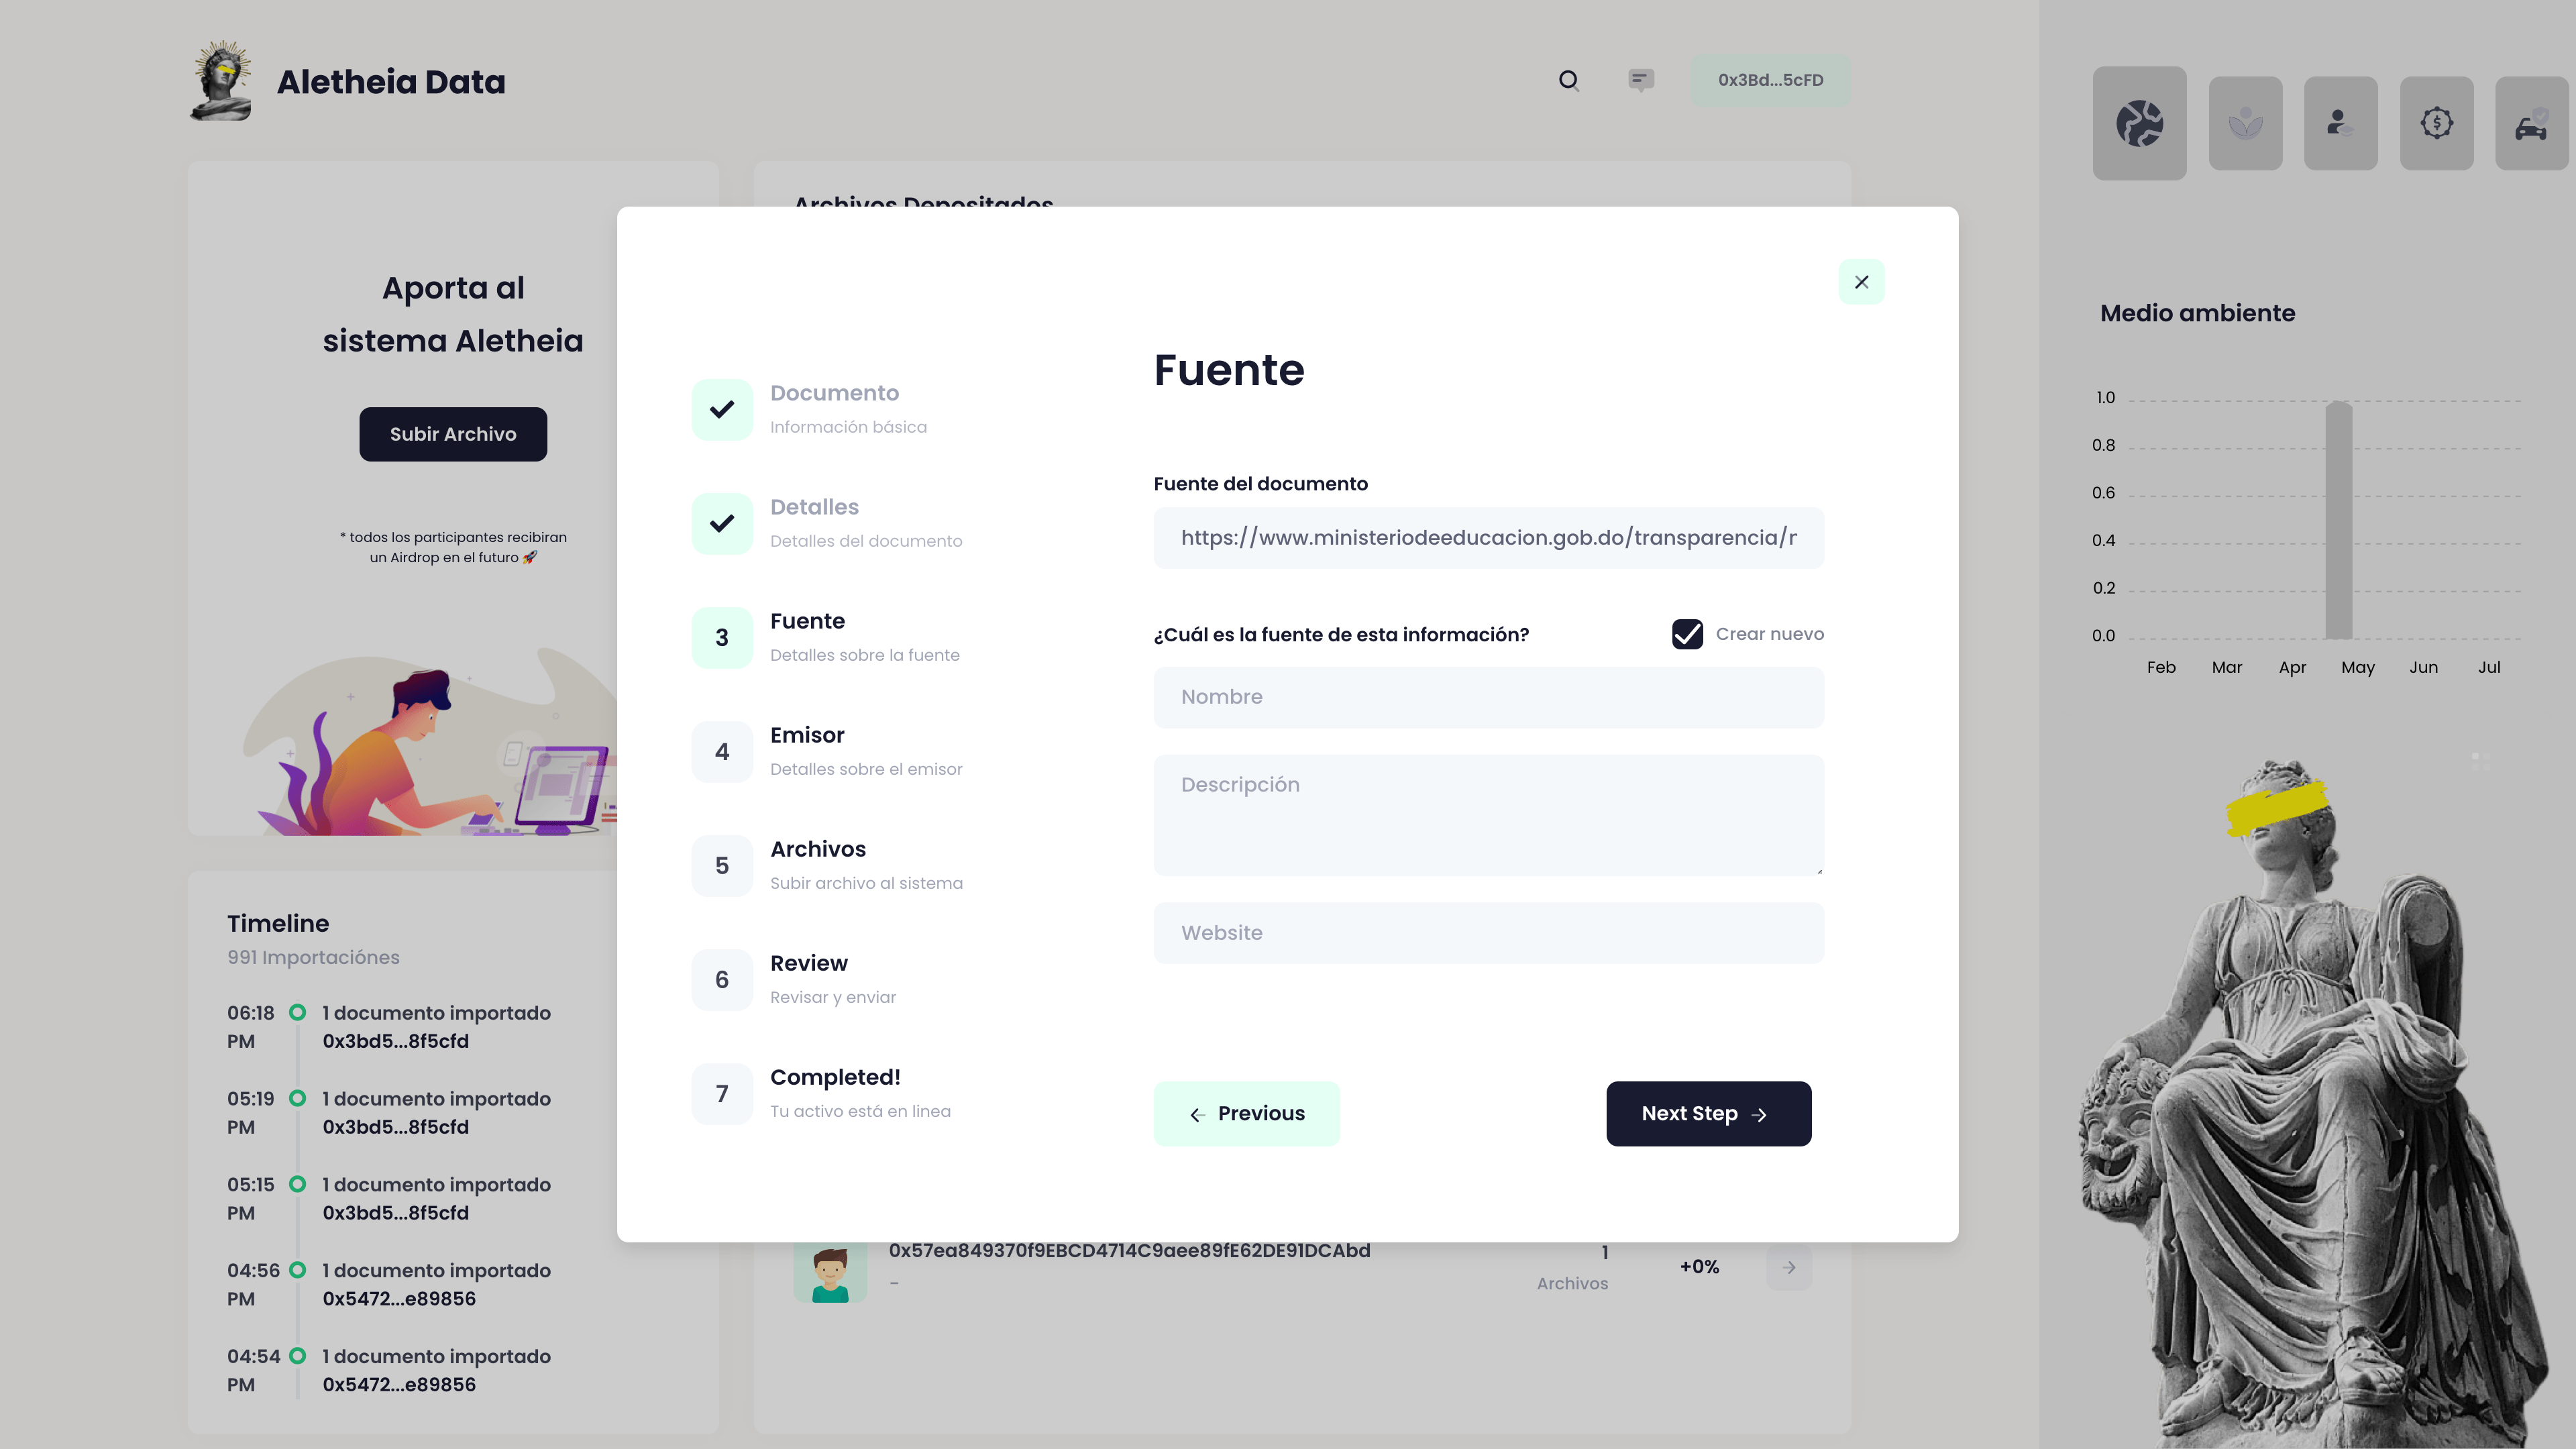 Aletheia Data
0x3Bd...5cFD
Aporta al
sistema Aletheia
Subir Archivo
* todos los participantes recibiran
un Airdrop en el futuro 🚀
Timeline
991 Importaciónes
06:18 PM
1 documento importado
0x3bd5...8f5cfd
05:19 PM
1 documento importado
0x3bd5...8f5cfd
05:15 PM
1 documento importado
0x3bd5...8f5cfd
04:56 PM
1 documento importado
0x5472...e89856
04:54 PM
1 documento importado
0x5472...e89856
Archivos Depositados
Documento
Información básica
Detalles
Detalles del documento
3
Fuente
Detalles sobre la fuente
4
Emisor
Detalles sobre el emisor
5
Archivos
Subir archivo al sistema
6
Review
Revisar y enviar
7
Completed!
Tu activo está en linea
Fuente
Fuente del documento
https://www.ministeriodeeducacion.gob.do/transparencia/r
¿Cuál es la fuente de esta información?
Crear nuevo
Nombre
Descripción
Website
Previous
Next Step
0x57ea849370f9EBCD4714C9aee89fE62DE91DCAbd
–
1
Archivos
+0%
Medio ambiente
1.0
0.8
0.6
0.4
0.2
0.0
Feb Mar Apr May Jun Jul